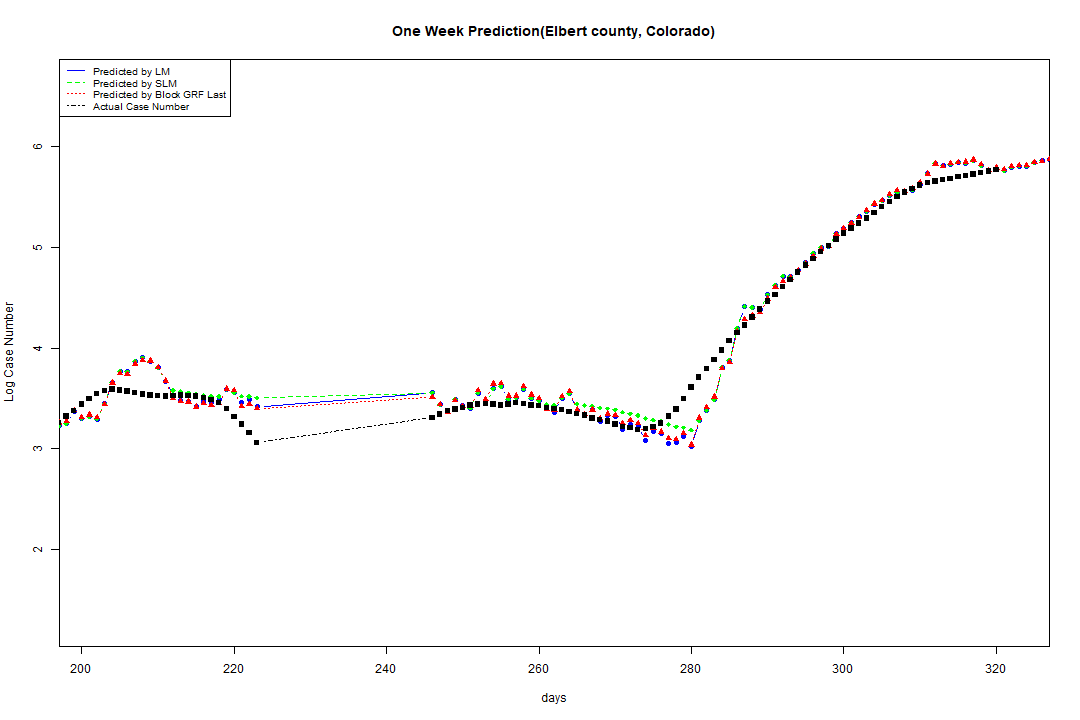 One Week Prediction(Elbert county, Colorado)
Predicted by LM
Predicted by SLM
Predicted by Block GRF Last
Actual Case Number
6
5
4
3
2
Log Case Number
200 220 240 260 280 300 320
days